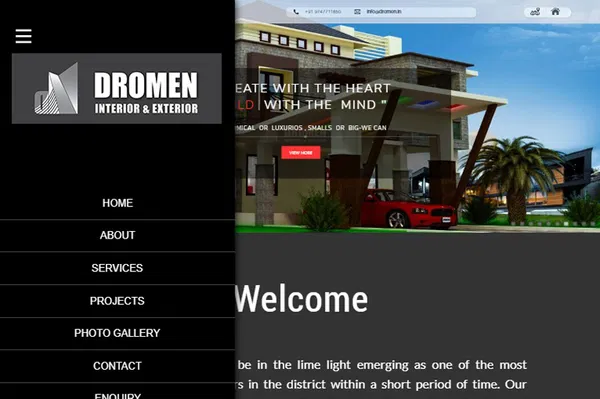 +91 9747771866
info@dromen.in
DROMEN
INTERIOR & EXTERIOR
EATE WITH THE HEART
LD WITH THE MIND "
MICAL OR LUXURIOS , SMALLS OR BIG-WE CAN
VIEW MORE
HOME
ABOUT
SERVICES
PROJECTS
PHOTO GALLERY
CONTACT
ENQUIRY
Welcome
be in the lime light emerging as one of the most
rs in the district within a short period of time. Our